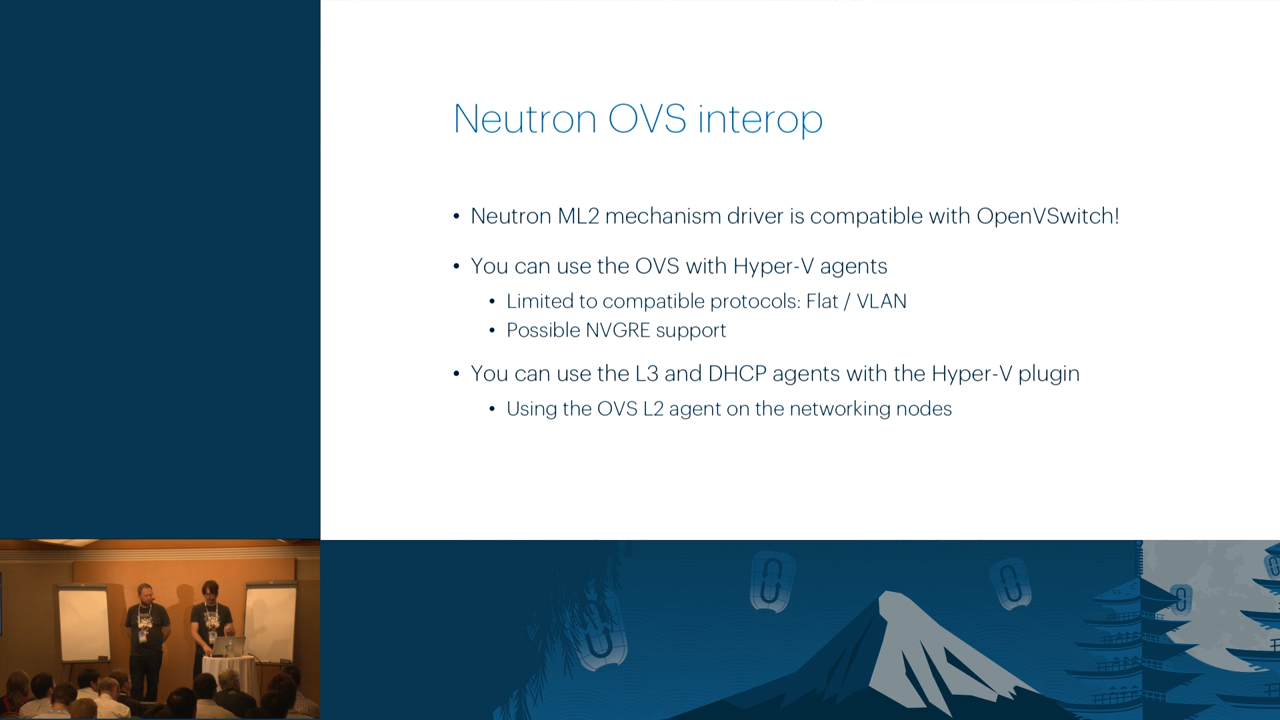 Neutron OVS interop
• Neutron ML2 mechanism driver is compatible with OpenVSwitch!
• You can use the OVS with Hyper-V agents
• Limited to compatible protocols: Flat / VLAN
• Possible NVGRE support
• You can use the L3 and DHCP agents with the Hyper-V plugin
• Using the OVS L2 agent on the networking nodes